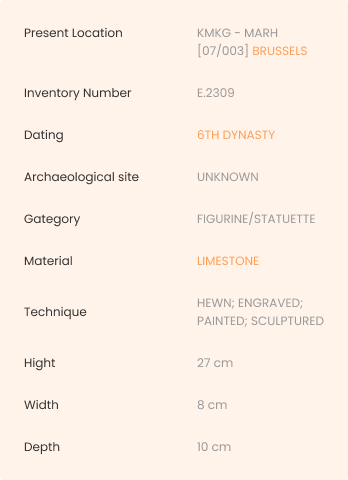 Present Location KMKG - MARH
[07/003] BRUSSELS
Inventory Number E.2309
Dating 6TH DYNASTY
Archaeological site UNKNOWN
Gategory FIGURINE/STATUETTE
Material LIMESTONE
Technique HEWN; ENGRAVED;
PAINTED; SCULPTURED
Hight 27 cm
Width 8 cm
Depth 10 cm